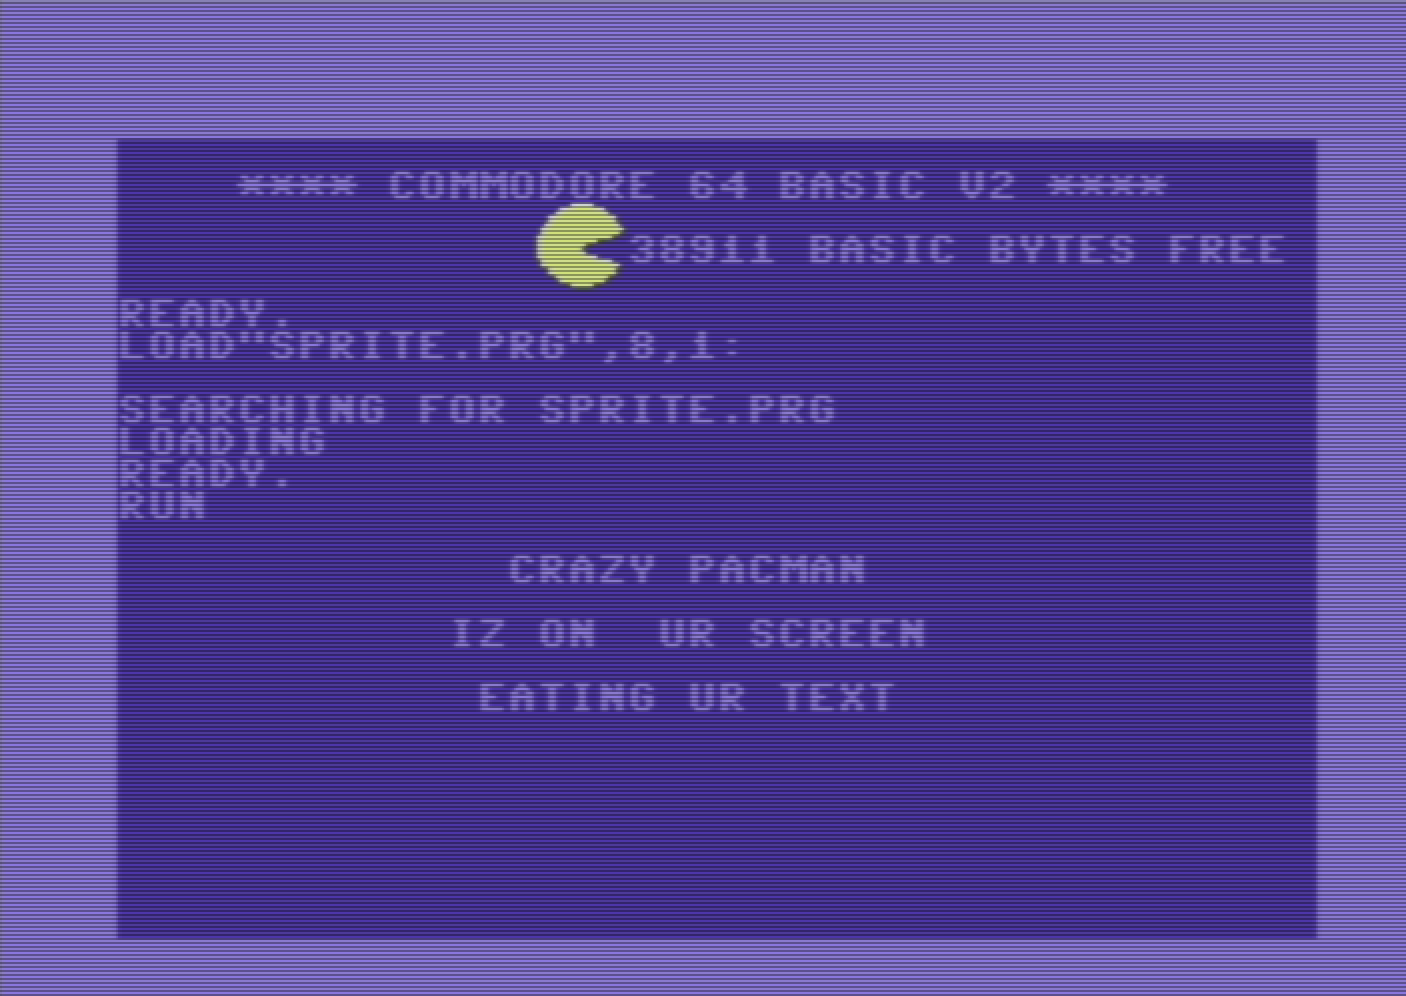 **** COMMODORE 64 BASIC V2 ****
38911 BASIC BYTES FREE
READY.
LOAD"SPRITE.PRG",8,1:
SEARCHING FOR SPRITE.PRG
LOADING
READY.
RUN
CRAZY PACMAN
IZ ON  UR SCREEN
EATING UR TEXT